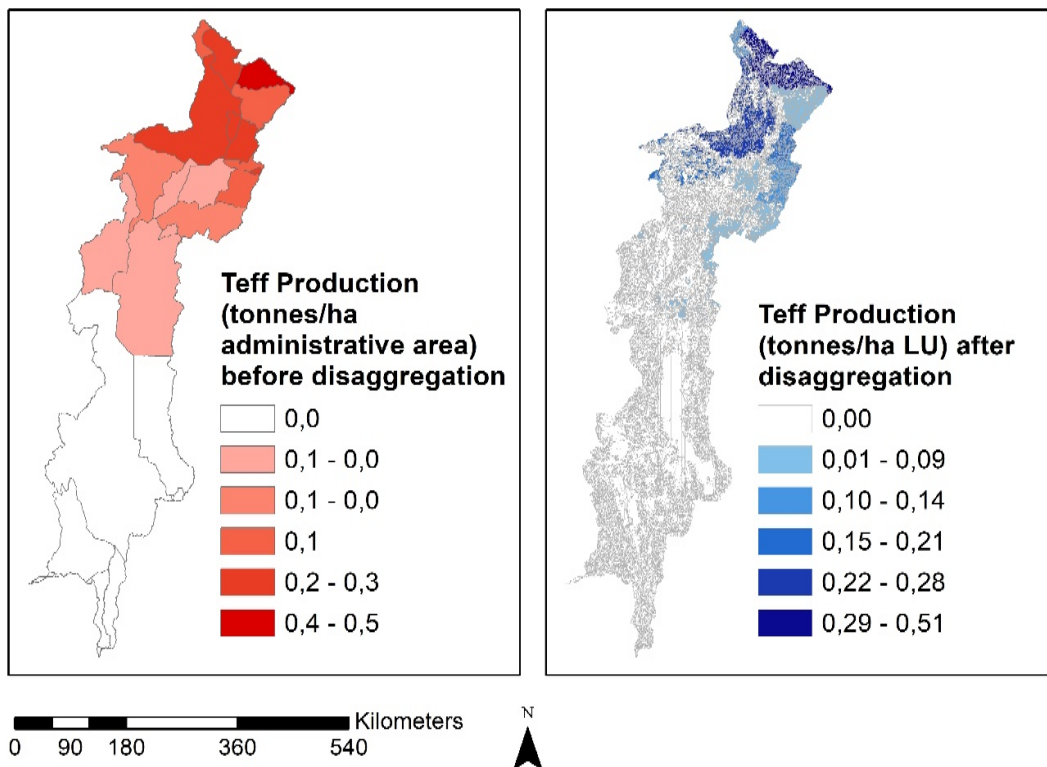 Teff Production
(tonnes/ha
administrative area)
before disaggregation
0,0
0,1 - 0,0
0,1 - 0,0
0,1
0,2 - 0,3
0,4 - 0,5
Teff Production
(tonnes/ha LU) after
disaggregation
0,00
0,01 - 0,09
0,10 - 0,14
0,15 - 0,21
0,22 - 0,28
0,29 - 0,51
Kilometers
0 90 180 360 540
N